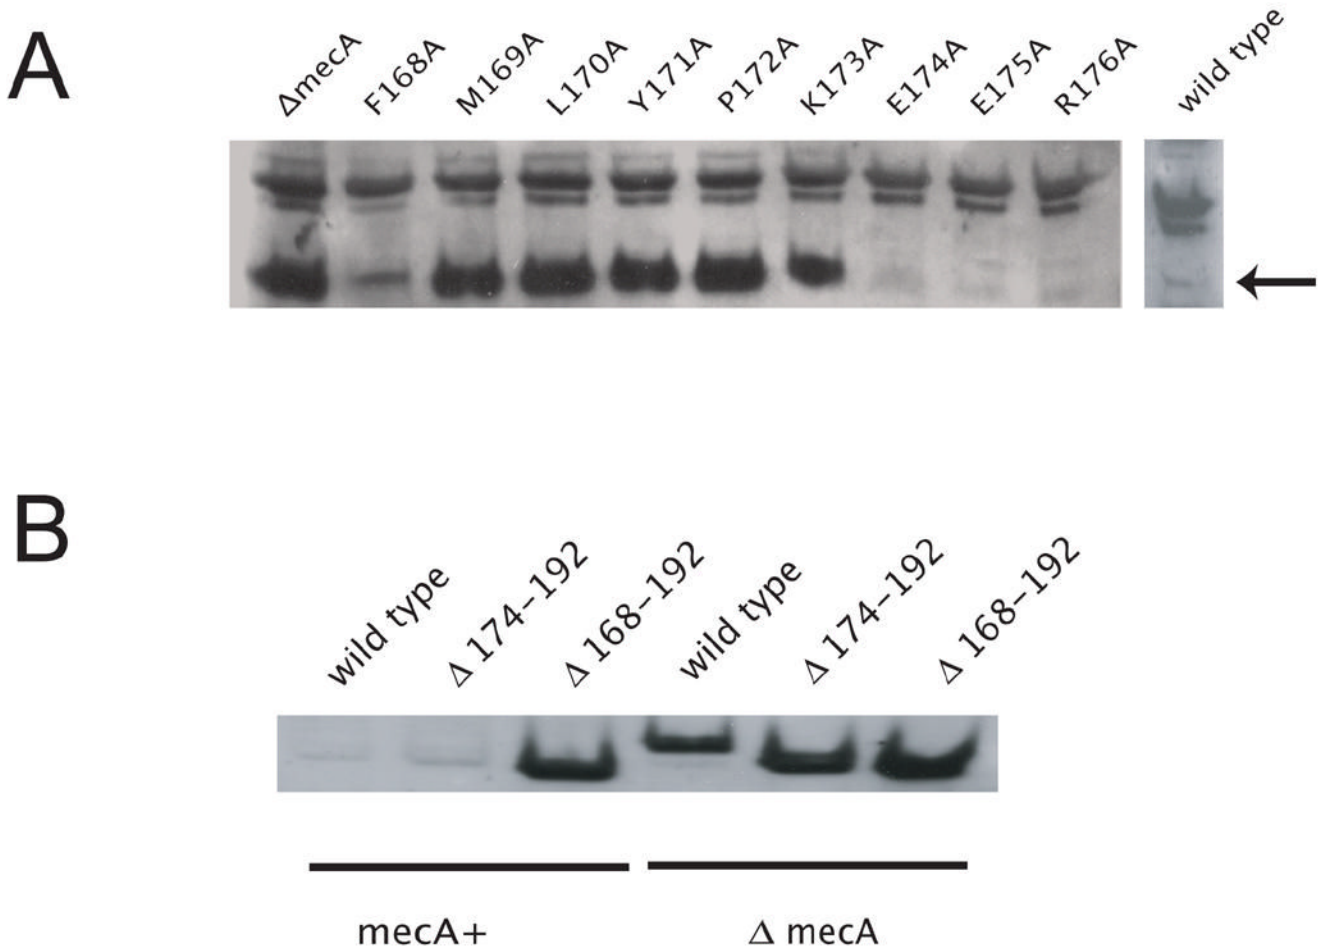 A
ΔmecA F168A M169A L170A Y171A P172A K173A E174A E175A R176A wild type
B
wild type Δ 174-192 Δ 168-192 wild type Δ 174-192 Δ 168-192
mecA+ Δ mecA